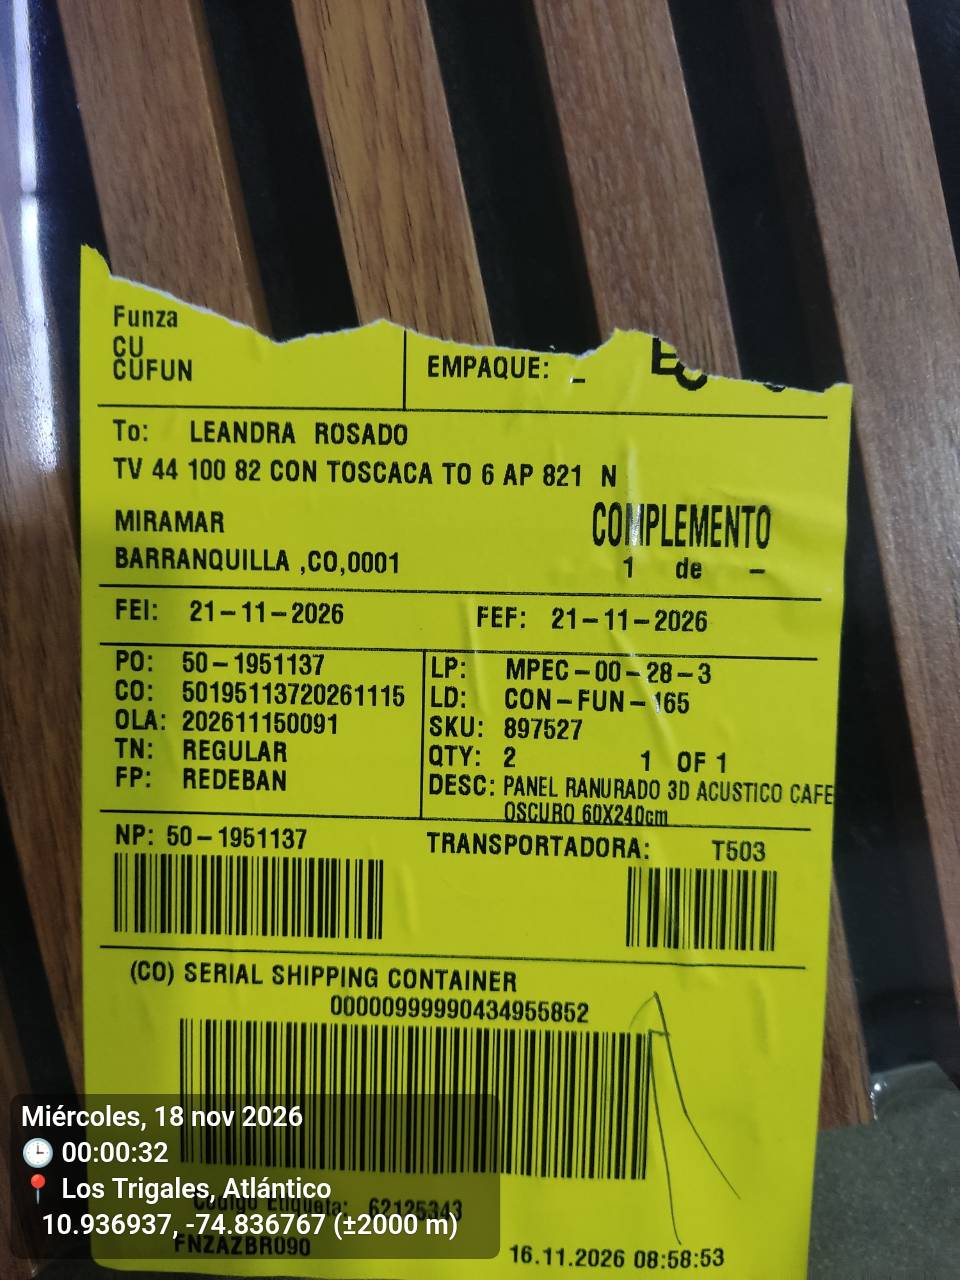 Funza
CU
CUFUN
EMPAQUE: _
To: LEANDRA ROSADO
TV 44 100 82 CON TOSCACA TO 6 AP 821 N
MIRAMAR
COMPLEMENTO
BARRANQUILLA ,CO,0001
1 de -
FEI: 21-11-2026
FEF: 21-11-2026
PO: 50-1951137
CO: 50195113720261115
OLA: 202611150091
TN: REGULAR
FP: REDEBAN
LP: MPEC-00-28-3
LD: CON-FUN-165
SKU: 897527
QTY: 2 1 OF 1
DESC: PANEL RANURADO 3D ACUSTICO CAFE
OSCURO 60X240cm
NP: 50-1951137
TRANSPORTADORA: T503
(CO) SERIAL SHIPPING CONTAINER
00000999990434955852
Código Etiqueta: 62125343
FNZAZBR090
16.11.2026 08:58:53
Miércoles, 18 nov 2026
00:00:32
Los Trigales, Atlántico
10.936937, -74.836767 (±2000 m)